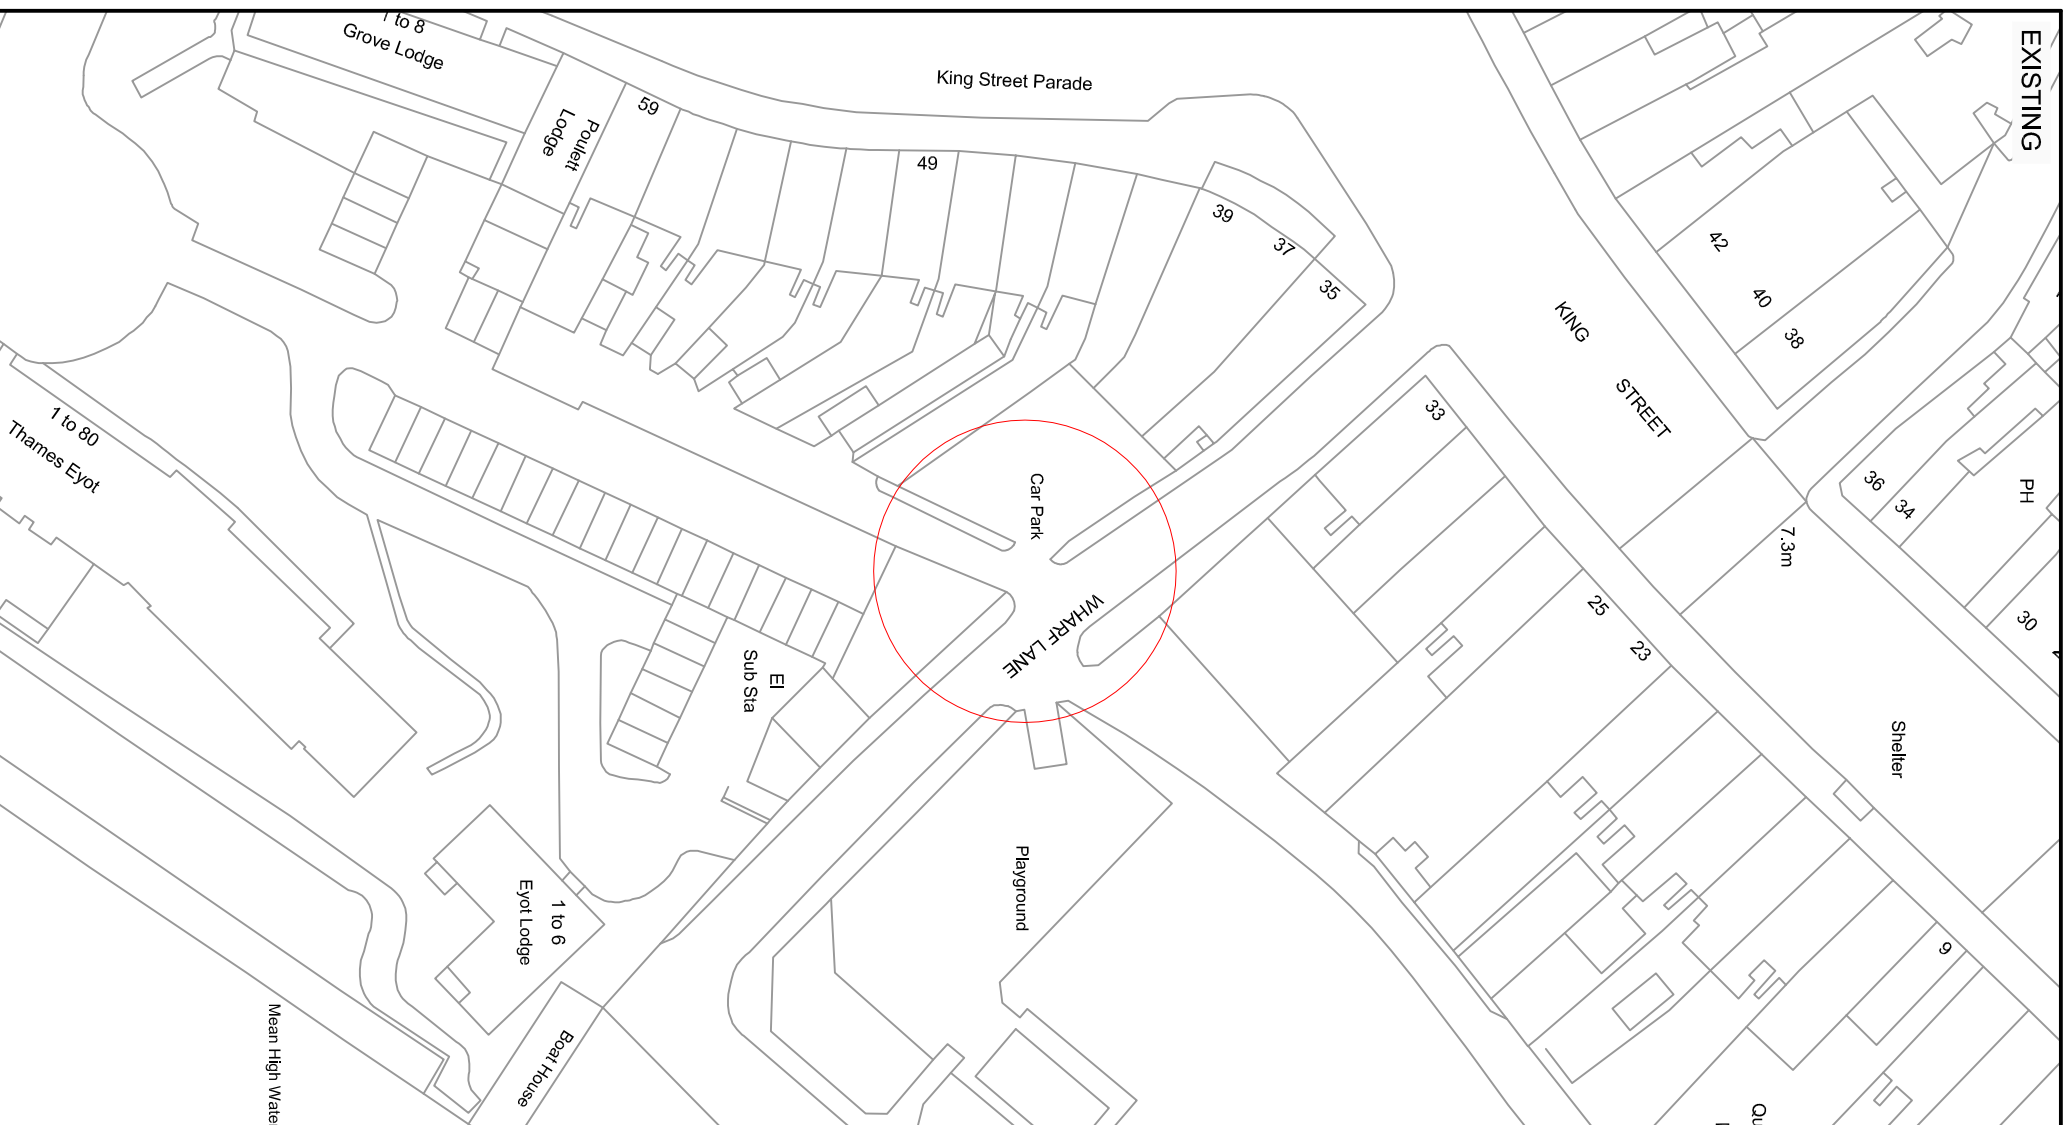 EXISTING
1 to 8
Grove Lodge
King Street Parade
59
Poulett
Lodge
49
39
37
35
42
40
38
KING
STREET
33
36
34
PH
7.3m
30
1 to 80
Thames Eyot
Car Park
WHARF LANE
25
23
El
Sub Sta
Shelter
Playground
1 to 6
Eyot Lodge
9
Boat House
Mean High Water
Qu